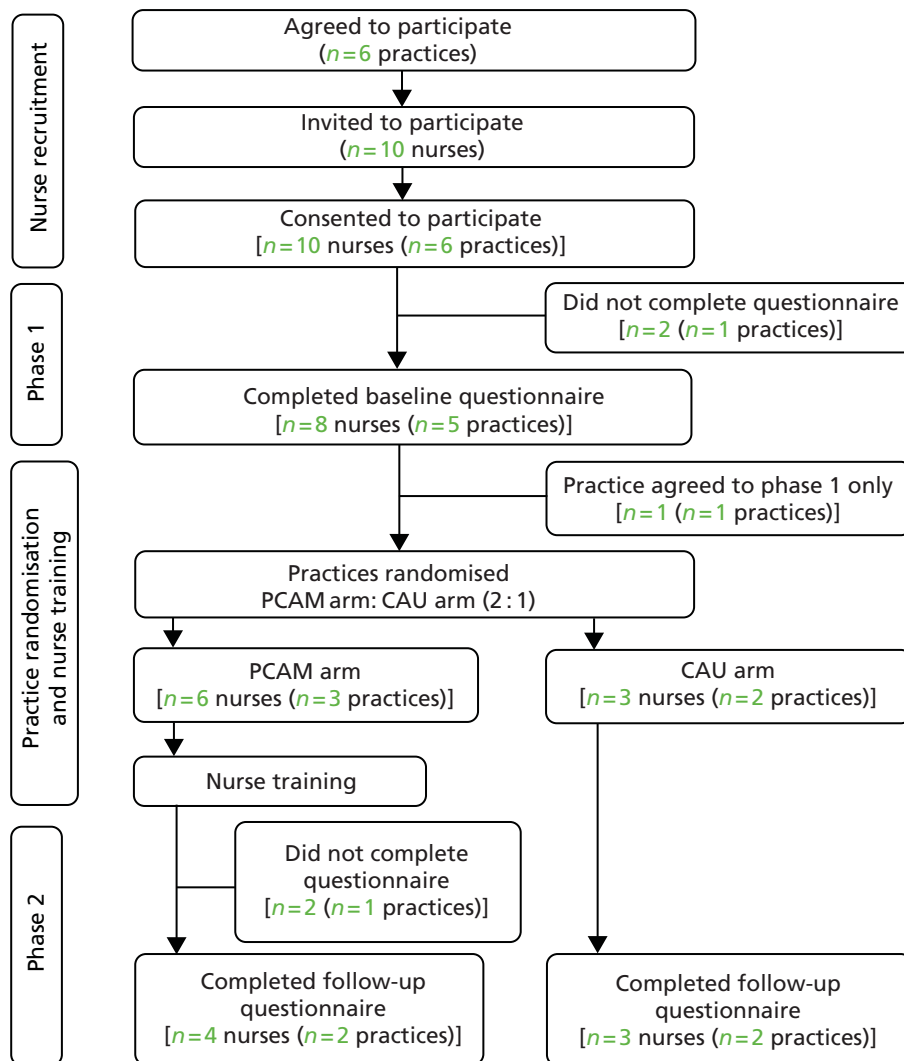 Nurse recruitment
Agreed to participate
(n=6 practices)
Invited to participate
(n=10 nurses)
Consented to participate
[n=10 nurses (n=6 practices)]
Phase 1
Did not complete questionnaire
[n=2 (n=1 practices)]
Completed baseline questionnaire
[n=8 nurses (n=5 practices)]
Practice randomisation
and nurse training
Practice agreed to phase 1 only
[n=1 (n=1 practices)]
Practices randomised
PCAM arm: CAU arm (2:1)
PCAM arm
[n=6 nurses (n=3 practices)]
CAU arm
[n=3 nurses (n=2 practices)]
Nurse training
Phase 2
Did not complete
questionnaire
[n=2 (n=1 practices)]
Completed follow-up
questionnaire
[n=4 nurses (n=2 practices)]
Completed follow-up
questionnaire
[n=3 nurses (n=2 practices)]